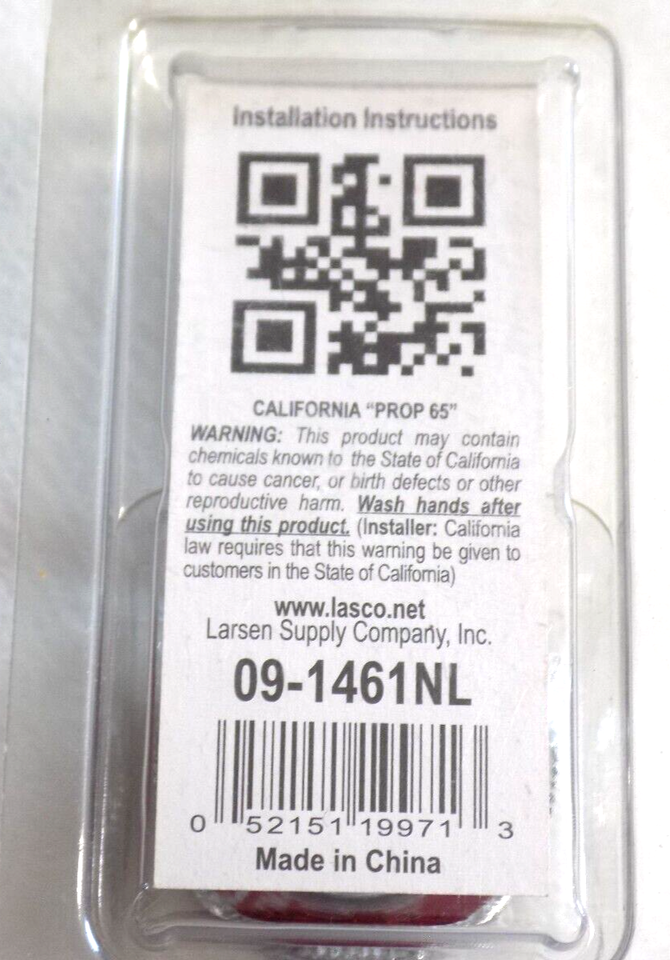 Installation Instructions
CALIFORNIA “PROP 65”
WARNING: This product may contain
chemicals known to the State of California
to cause cancer, or birth defects or other
reproductive harm. Wash hands after
using this product. (Installer: California
law requires that this warning be given to
customers in the State of California)
www.lasco.net
Larsen Supply Company, Inc.
09-1461NL
0 52151 19971 3
Made in China